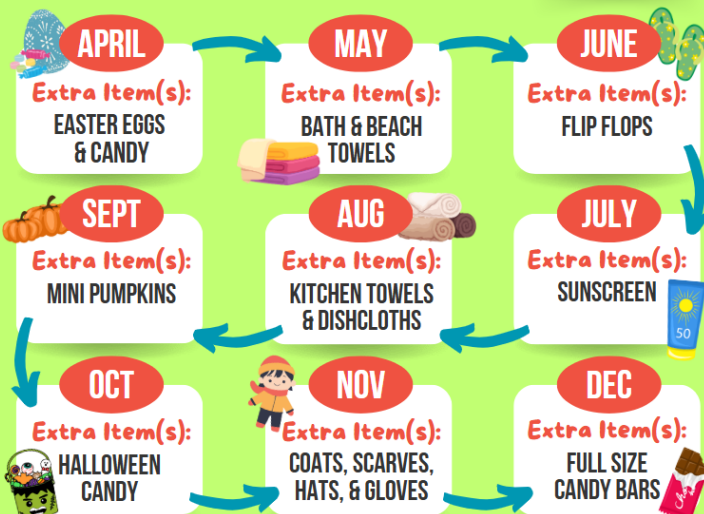 APRIL
Extra Item(s):
EASTER EGGS
& CANDY
MAY
Extra Item(s):
BATH & BEACH
TOWELS
JUNE
Extra Item(s):
FLIP FLOPS
JULY
Extra Item(s):
SUNSCREEN
50
AUG
Extra Item(s):
KITCHEN TOWELS
& DISHCLOTHS
SEPT
Extra Item(s):
MINI PUMPKINS
OCT
Extra Item(s):
HALLOWEEN
CANDY
NOV
Extra Item(s):
COATS, SCARVES,
HATS, & GLOVES
DEC
Extra Item(s):
FULL SIZE
CANDY BARS